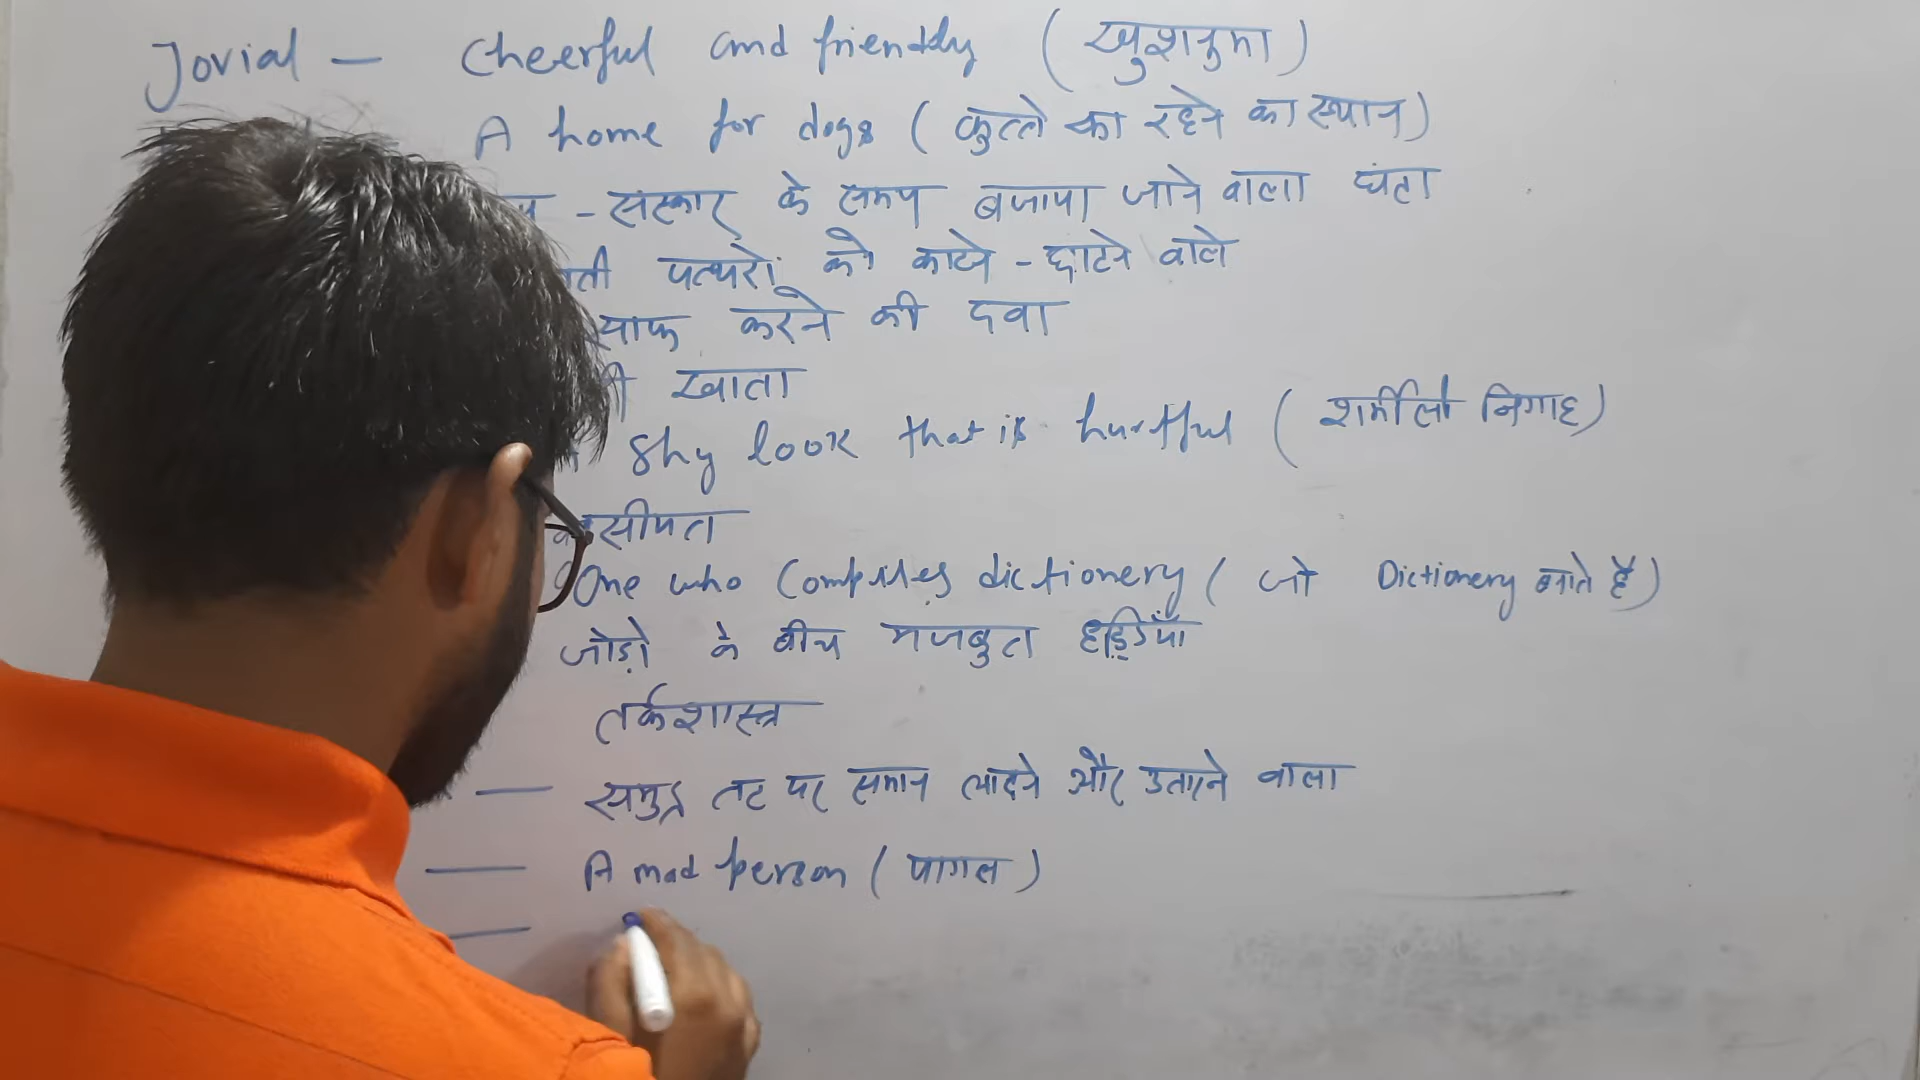 Jovial — Cheerful and friendly (खुशनुमा)
A home for dogs (कुत्ते का रहने का स्थान)
- संस्कार के समय बजाया जाने वाला घंटा
पत्थरों को काटने - छाटने वाले
साफ करने की दवा
खाता
shy look that is hurtful (शर्मीली निगाह)
One who Compiles dictionery ( जो Dictionery बनाते है)
जोड़ो के बीच मजबुत हड्डियाँ
तर्कशास्त्र
— समुद्र तट पर समान लादने और उतारने वाला
— A mad person (पागल)
—